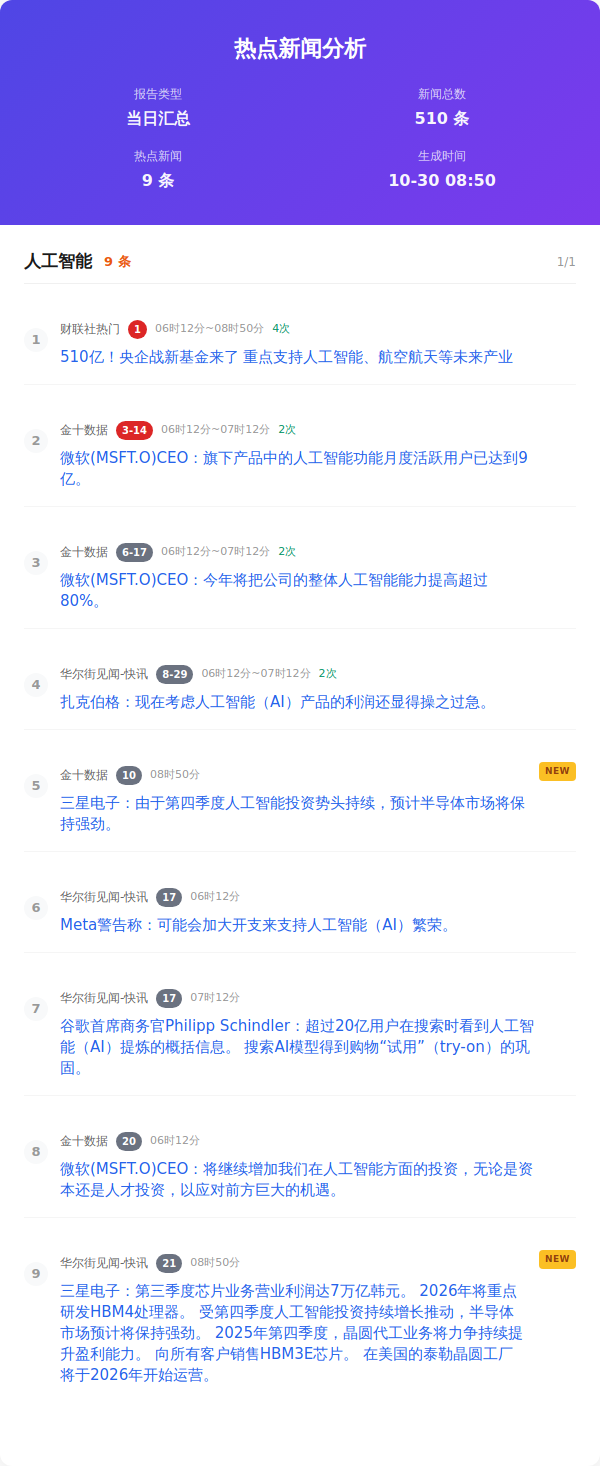 热点新闻分析
报告类型
当日汇总
新闻总数
510 条
热点新闻
9 条
生成时间
10-30 08:50
人工智能 9 条 1/1
1
财联社热门 1 06时12分~08时50分 4次
510亿！央企战新基金来了 重点支持人工智能、航空航天等未来产业
2
金十数据 3-14 06时12分~07时12分 2次
微软(MSFT.O)CEO：旗下产品中的人工智能功能月度活跃用户已达到9
亿。
3
金十数据 6-17 06时12分~07时12分 2次
微软(MSFT.O)CEO：今年将把公司的整体人工智能能力提高超过
80%。
4
华尔街见闻-快讯 8-29 06时12分~07时12分 2次
扎克伯格：现在考虑人工智能（AI）产品的利润还显得操之过急。
5
金十数据 10 08时50分 NEW
三星电子：由于第四季度人工智能投资势头持续，预计半导体市场将保
持强劲。
6
华尔街见闻-快讯 17 06时12分
Meta警告称：可能会加大开支来支持人工智能（AI）繁荣。
7
华尔街见闻-快讯 17 07时12分
谷歌首席商务官Philipp Schindler：超过20亿用户在搜索时看到人工智
能（AI）提炼的概括信息。 搜索AI模型得到购物“试用”（try-on）的巩
固。
8
金十数据 20 06时12分
微软(MSFT.O)CEO：将继续增加我们在人工智能方面的投资，无论是资
本还是人才投资，以应对前方巨大的机遇。
9
华尔街见闻-快讯 21 08时50分 NEW
三星电子：第三季度芯片业务营业利润达7万亿韩元。 2026年将重点
研发HBM4处理器。 受第四季度人工智能投资持续增长推动，半导体
市场预计将保持强劲。 2025年第四季度，晶圆代工业务将力争持续提
升盈利能力。 向所有客户销售HBM3E芯片。 在美国的泰勒晶圆工厂
将于2026年开始运营。